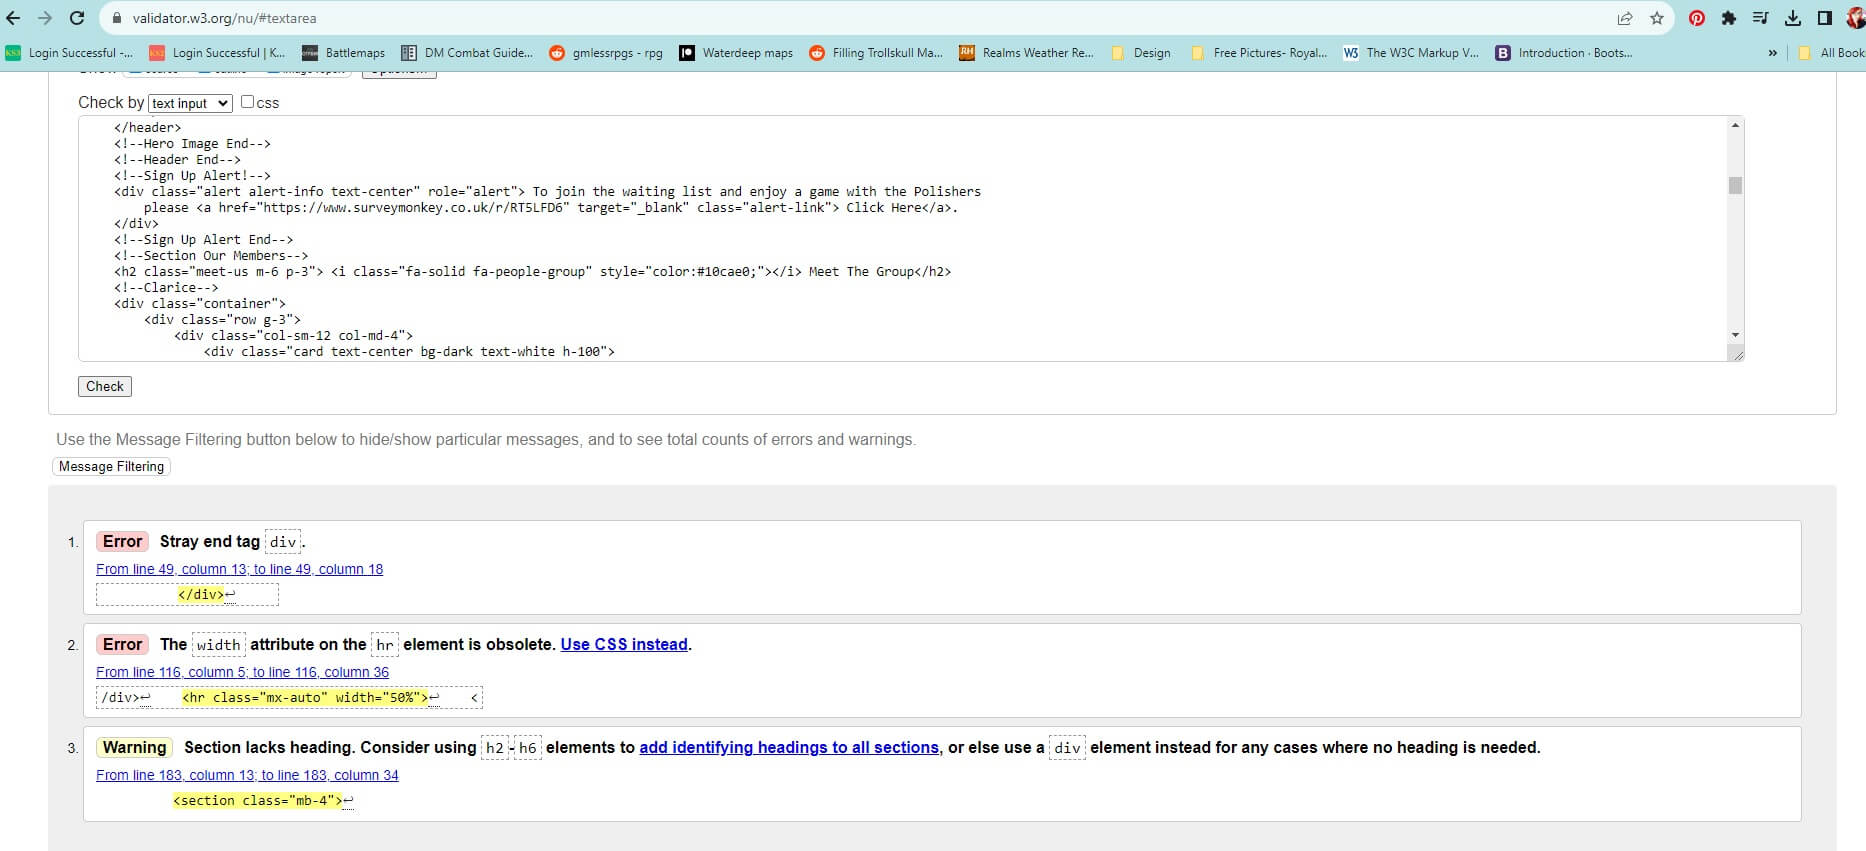 validator.w3.org/nu/#textarea
KS3 Login Successful -... KS2 Login Successful | K... Battlemaps DM Combat Guide... gmlessrpgs - rpg Waterdeep maps Filling Trollskull Ma... RH Realms Weather Re... Design Free Pictures- Royal... W3 The W3C Markup V... B Introduction · Boots... » All Book
Check by text input css
</header>
<!--Hero Image End-->
<!--Header End-->
<!--Sign Up Alert!-->
<div class="alert alert-info text-center" role="alert"> To join the waiting list and enjoy a game with the Polishers
please <a href="https://www.surveymonkey.co.uk/r/RT5LFD6" target="_blank" class="alert-link"> Click Here</a>.
</div>
<!--Sign Up Alert End-->
<!--Section Our Members-->
<h2 class="meet-us m-6 p-3"> <i class="fa-solid fa-people-group" style="color:#10cae0;"></i> Meet The Group</h2>
<!--Clarice-->
<div class="container">
<div class="row g-3">
<div class="col-sm-12 col-md-4">
<div class="card text-center bg-dark text-white h-100">
Check
Use the Message Filtering button below to hide/show particular messages, and to see total counts of errors and warnings.
Message Filtering
1. Error Stray end tag div.
From line 49, column 13; to line 49, column 18
</div>↩
2. Error The width attribute on the hr element is obsolete. Use CSS instead.
From line 116, column 5; to line 116, column 36
/div>↩ <hr class="mx-auto" width="50%">↩ <
3. Warning Section lacks heading. Consider using h2-h6 elements to add identifying headings to all sections, or else use a div element instead for any cases where no heading is needed.
From line 183, column 13; to line 183, column 34
<section class="mb-4">↩